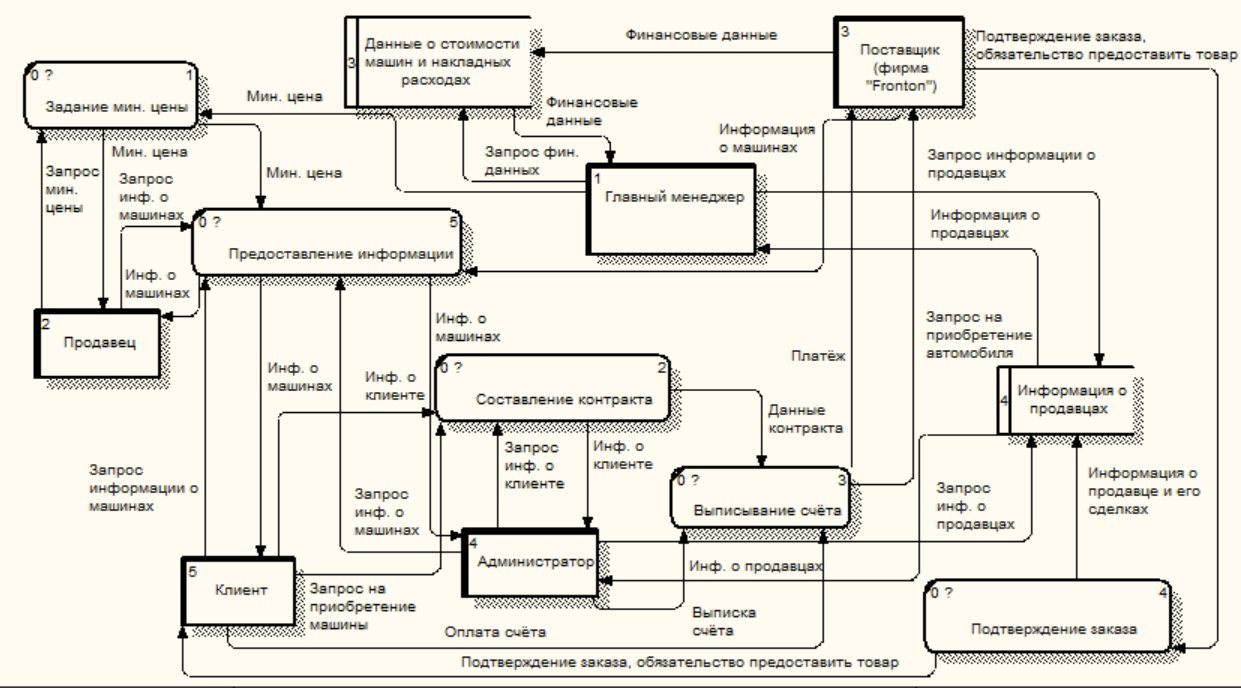 3
Данные о стоимости
машин и накладных
расходах
Финансовые данные
3
Поставщик
(фирма
"Fronton")
Подтверждение заказа,
обязательство предоставить товар
0 ?
1
Задание мин. цены
Мин. цена
Финансовые
данные
Информация
о машинах
Запрос информации о
продавцах
Запрос
мин.
цены
Мин. цена
Запрос
инф. о
машинах
Мин. цена
Запрос фин.
данных
1
Главный менеджер
Информация о
продавцах
0 ?
5
Предоставление информации
Инф. о
машинах
2
Продавец
Инф. о
машинах
Инф. о
машинах
Инф. о
клиенте
0 ?
2
Составление контракта
Платёж
Запрос на
приобретение
автомобиля
4
Информация о
продавцах
Данные
контракта
Запрос
инф. о
клиенте
Инф. о
клиенте
Запрос
информации о
машинах
Запрос
инф. о
машинах
0 ?
3
Выписывание счёта
Запрос
инф. о
продавцах
Информация о
продавце и его
сделках
4
Администратор
5
Клиент
Запрос на
приобретение
машины
Инф. о продавцах
Выписка
счёта
Оплата счёта
0 ?
4
Подтверждение заказа
Подтверждение заказа, обязательство предоставить товар